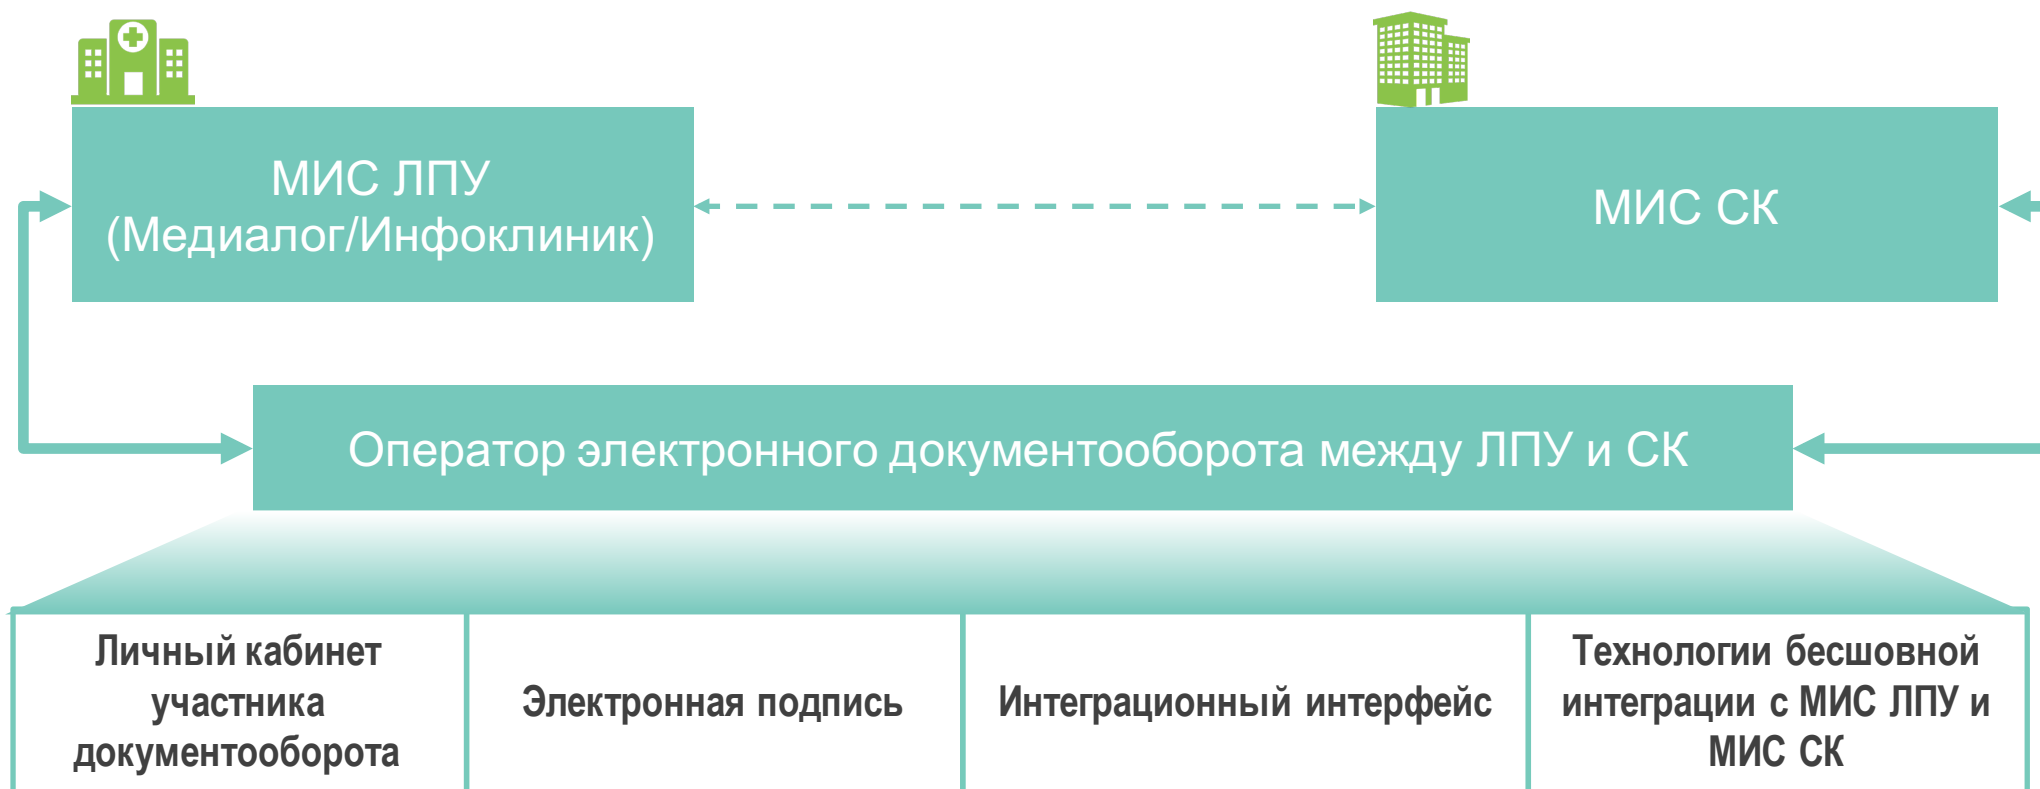 МИС ЛПУ
(Медиалог/Инфоклиник)
МИС СК
Оператор электронного документооборота между ЛПУ и СК
Личный кабинет
участника
документооборота
Электронная подпись
Интеграционный интерфейс
Технологии бесшовной
интеграции с МИС ЛПУ и
МИС СК